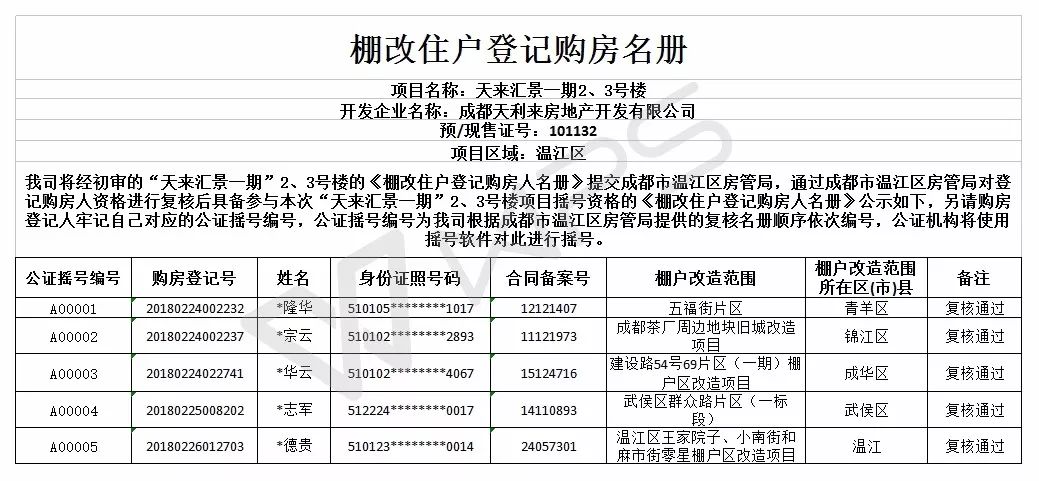 棚改住户登记购房名册
项目名称：天来汇景一期2、3号楼
开发企业名称：成都天利来房地产开发有限公司
预/现售证号：101132
项目区域：温江区
我司将经初审的“天来汇景一期”2、3号楼的《棚改住户登记购房人名册》提交成都市温江区房管局，通过成都市温江区房管局对登
记购房人资格进行复核后具备参与本次“天来汇景一期”2、3号楼项目摇号资格的《棚改住户登记购房人名册》公示如下，另请购房
登记人牢记自己对应的公证摇号编号，公证摇号编号为我司根据成都市温江区房管局提供的复核名册顺序依次编号，公证机构将使用
摇号软件对此进行摇号。
公证摇号编号 购房登记号 姓名 身份证照号码 合同备案号 棚户改造范围 棚户改造范围
所在区(市)县 备注
A00001 20180224002232 *隆华 510105********1017 12121407 五福街片区 青羊区 复核通过
A00002 20180224002237 *宗云 510102********2893 11121973 成都茶厂周边地块旧城改造
项目 锦江区 复核通过
A00003 20180224022741 *华云 510102********4067 15124716 建设路54号69片区（一期）棚
户区改造项目 成华区 复核通过
A00004 20180225008202 *志军 512224********0017 14110893 武侯区群众路片区（一标
段） 武侯区 复核通过
A00005 20180226012703 *德贵 510123********0014 24057301 温江区王家院子、小南街和
麻市街零星棚户区改造项目 温江 复核通过
WPS